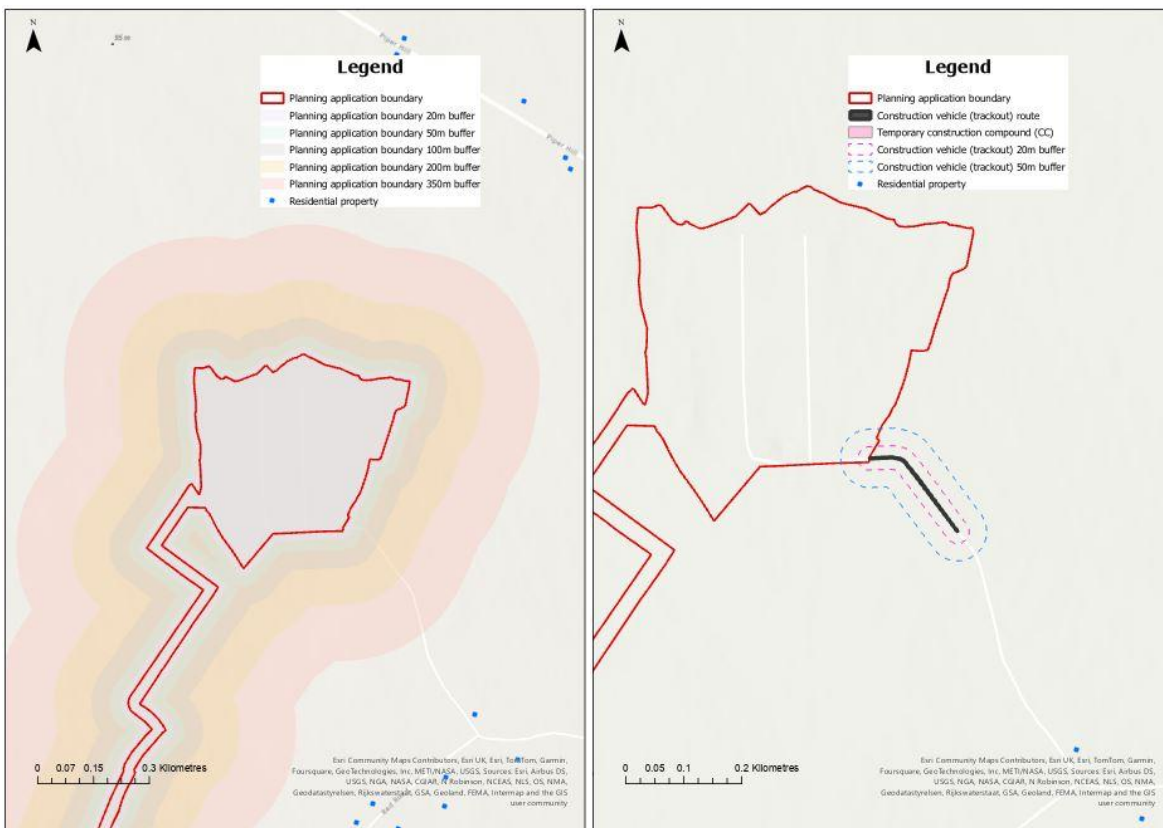 N
35 m
Piper Hill
Legend
Planning application boundary
Planning application boundary 20m buffer
Planning application boundary 50m buffer
Planning application boundary 100m buffer
Planning application boundary 200m buffer
Planning application boundary 350m buffer
Residential property
Piper Hill
0 0.07 0.15 0.3 Kilometres
Esri Community Maps Contributors, Esri UK, Esri, TomTom, Garmin,
Foursquare, GeoTechnologies, Inc, METI/NASA, USGS, Sources: Esri, Airbus DS,
USGS, NGA, NASA, CGIAR, N Robinson, NCEAS, NLS, OS, NMA,
Geodatastyrelsen, Rijkswaterstaat, GSA, Geoland, FEMA, Intermap and the GIS
user community
N
Legend
Planning application boundary
Construction vehicle (trackout) route
Temporary construction compound (CC)
Construction vehicle (trackout) 20m buffer
Construction vehicle (trackout) 50m buffer
Residential property
0 0.05 0.1 0.2 Kilometres
Esri Community Maps Contributors, Esri UK, Esri, TomTom, Garmin,
Foursquare, GeoTechnologies, Inc, METI/NASA, USGS, Sources: Esri, Airbus DS,
USGS, NGA, NASA, CGIAR, N Robinson, NCEAS, NLS, OS, NMA,
Geodatastyrelsen, Rijkswaterstaat, GSA, Geoland, FEMA, Intermap and the GIS
user community